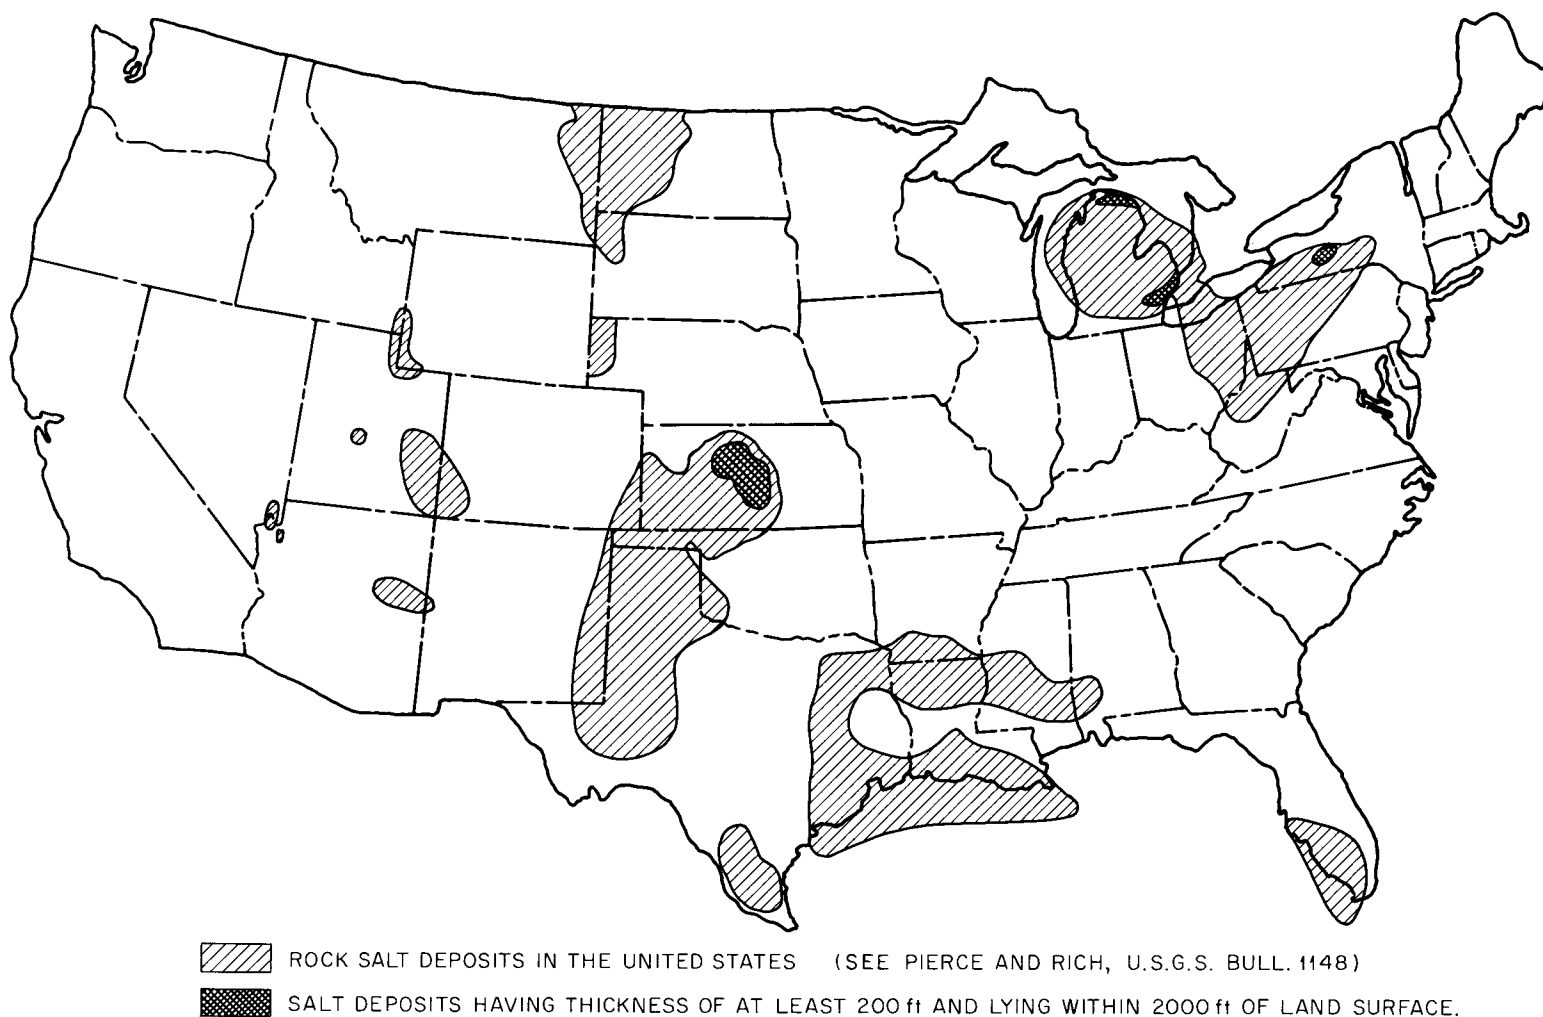 ROCK SALT DEPOSITS IN THE UNITED STATES (SEE PIERCE AND RICH, U.S.G.S. BULL. 1148)
SALT DEPOSITS HAVING THICKNESS OF AT LEAST 200 ft AND LYING WITHIN 2000 ft OF LAND SURFACE.